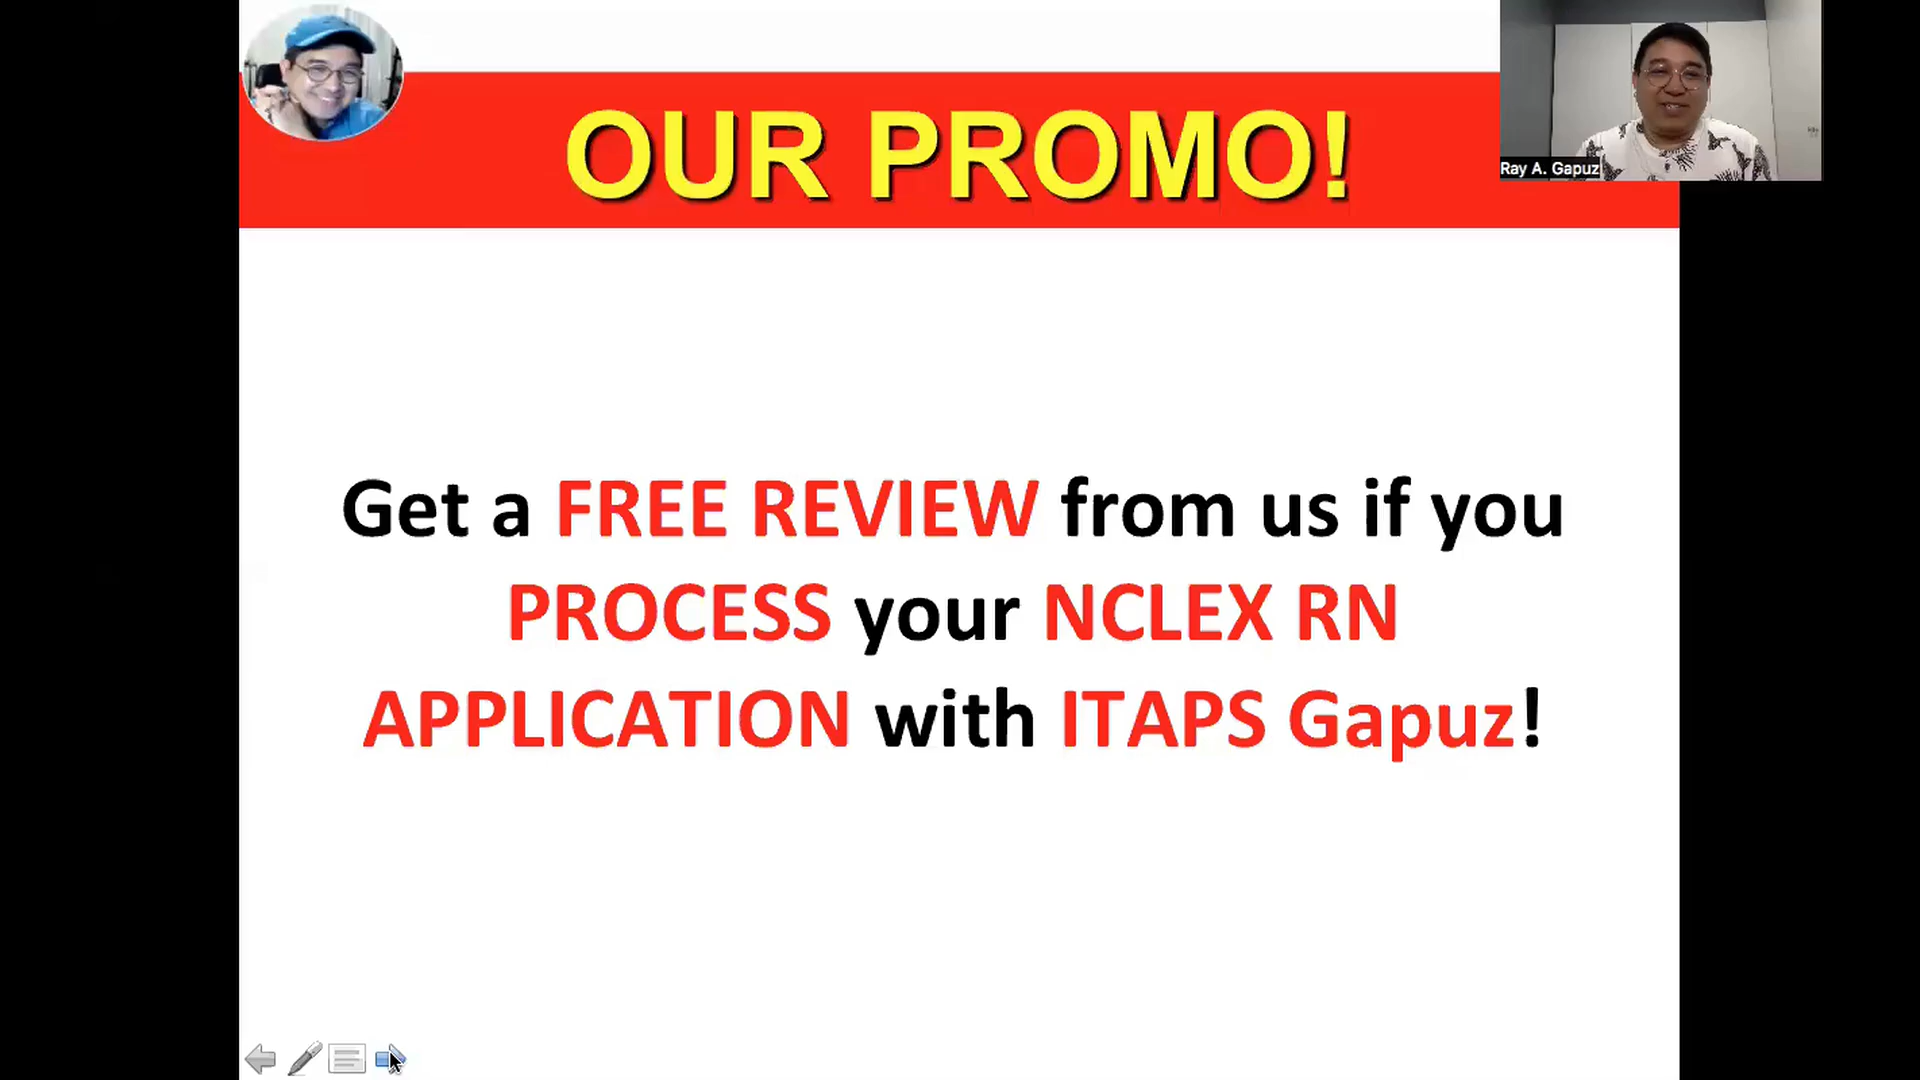 OUR PROMO!
Ray A. Gapuz
Get a FREE REVIEW from us if you
PROCESS your NCLEX RN
APPLICATION with ITAPS Gapuz!